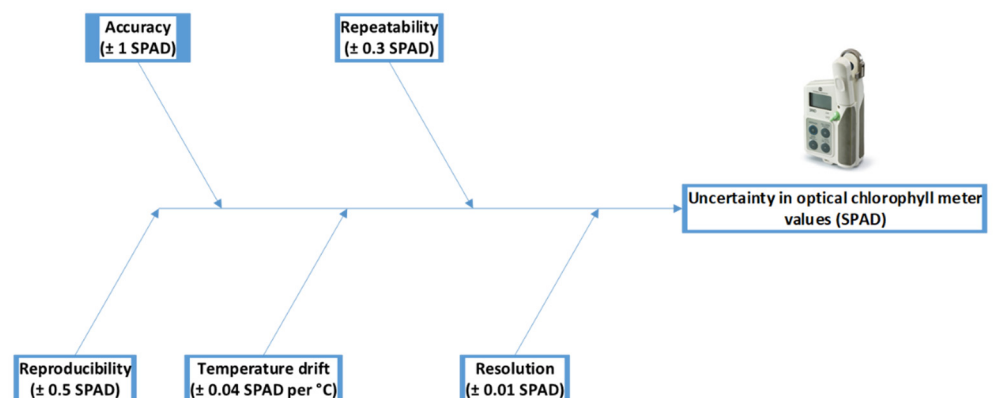 Accuracy
(± 1 SPAD)
Repeatability
(± 0.3 SPAD)
Uncertainty in optical chlorophyll meter
values (SPAD)
Reproducibility
(± 0.5 SPAD)
Temperature drift
(± 0.04 SPAD per °C)
Resolution
(± 0.01 SPAD)